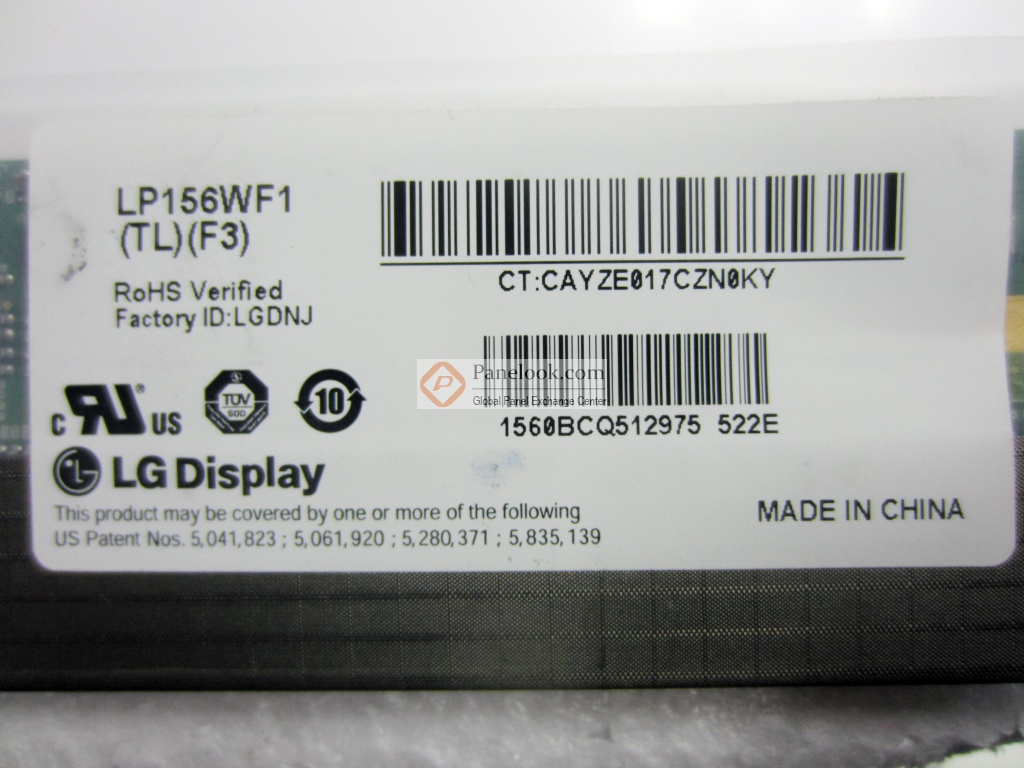 LP156WF1
(TL)(F3)
RoHS Verified
Factory ID:LGDNJ
CT:CAYZE017CZN0KY
Panelook.com
Global Panel Exchange Center
1560BCQ512975 522E
c RU US
TÜV
SÜD
10
LG Display
This product may be covered by one or more of the following
US Patent Nos. 5,041,823 ; 5,061,920 ; 5,280,371 ; 5,835,139
MADE IN CHINA